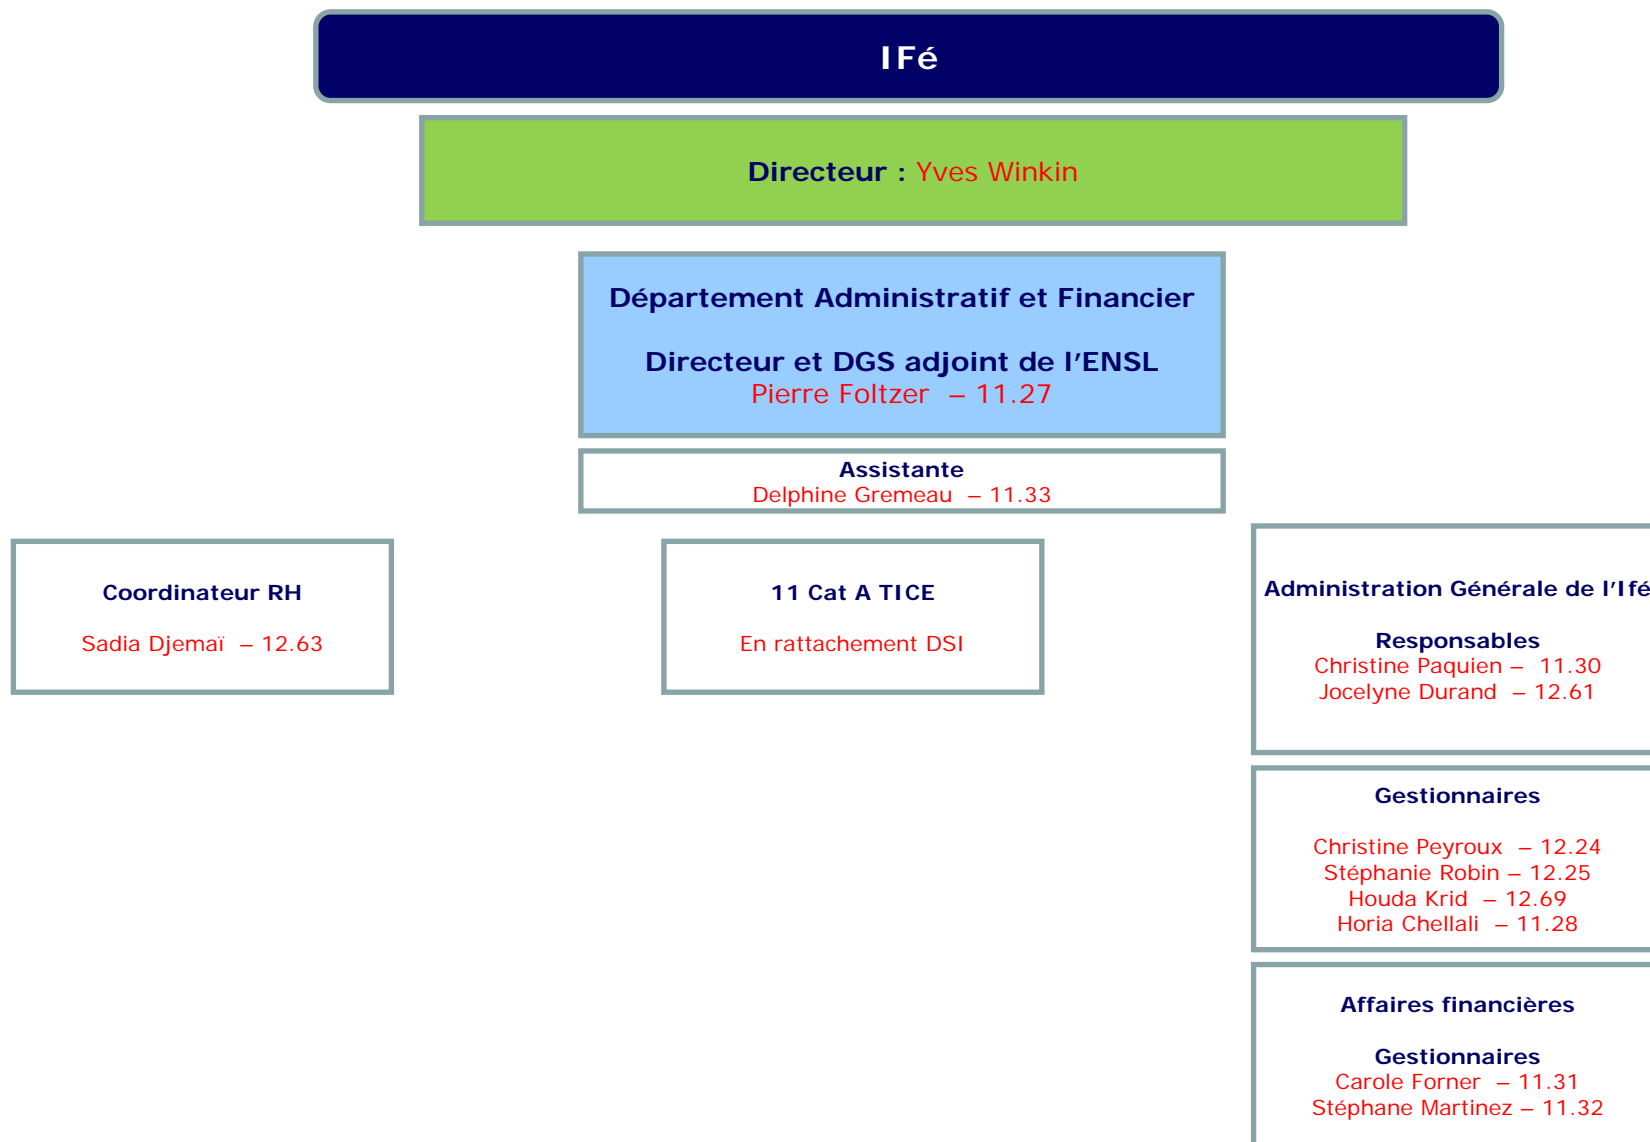 IFé
Directeur : Yves Winkin
Département Administratif et Financier
Directeur et DGS adjoint de l'ENSL
Pierre Foltzer – 11.27
Assistante
Delphine Gremeau – 11.33
Coordinateur RH
Sadia Djemaï – 12.63
11 Cat A TICE
En rattachement DSI
Administration Générale de l'Ifé
Responsables
Christine Paquien – 11.30
Jocelyne Durand – 12.61
Gestionnaires
Christine Peyroux – 12.24
Stéphanie Robin – 12.25
Houda Krid – 12.69
Horia Chellali – 11.28
Affaires financières
Gestionnaires
Carole Forner – 11.31
Stéphane Martinez – 11.32